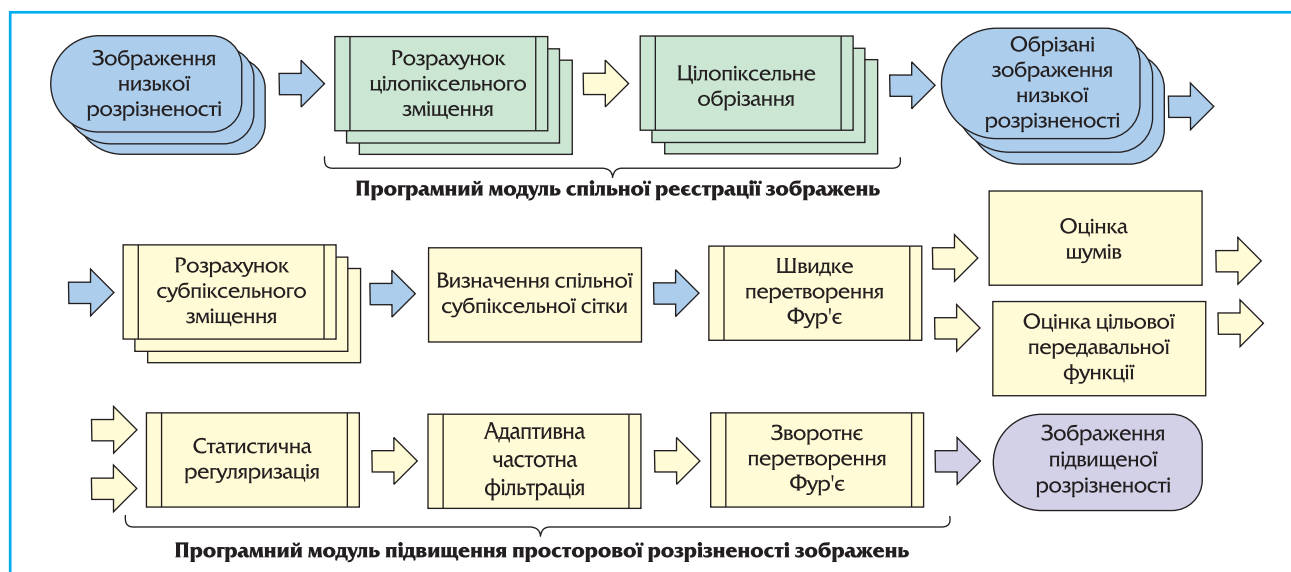 Зображення
низької
розрізненості
Розрахунок
цілопіксельного
зміщення
Цілопіксельне
обрізання
Обрізані
зображення
низької
розрізненості
Програмний модуль спільної реєстрації зображень
Розрахунок
субпіксельного
зміщення
Визначення спільної
субпіксельної сітки
Швидке
перетворення
Фур'є
Оцінка
шумів
Оцінка цільової
передавальної
функції
Статистична
регуляризація
Адаптивна
частотна
фільтрація
Зворотнє
перетворення
Фур'є
Зображення
підвищеної
розрізненості
Програмний модуль підвищення просторової розрізненості зображень